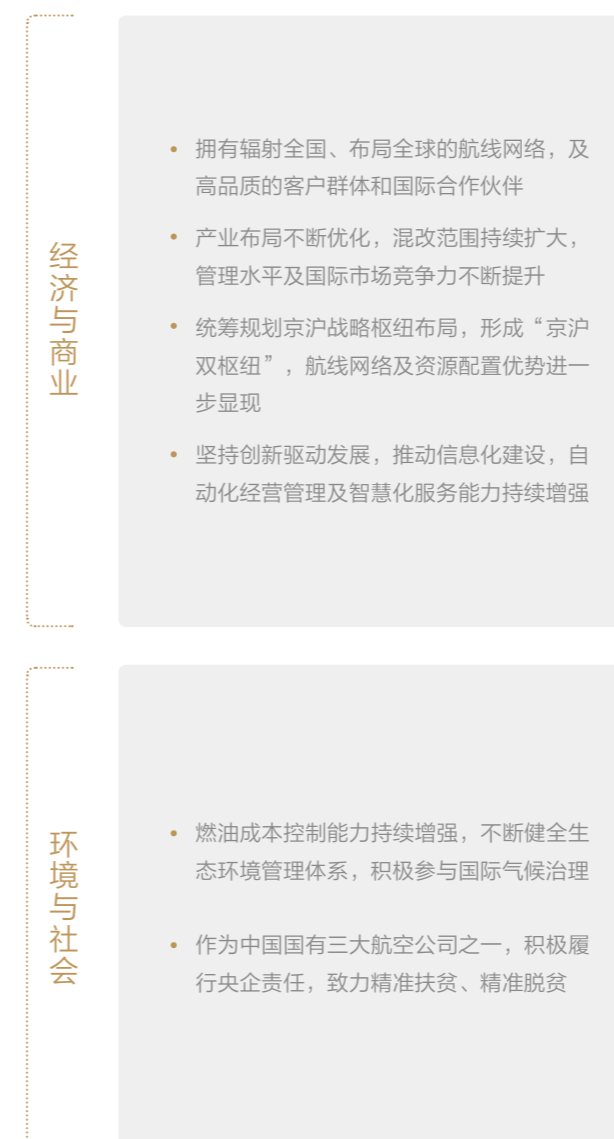 经济与商业
• 拥有辐射全国、布局全球的航线网络，及
高品质的客户群体和国际合作伙伴
• 产业布局不断优化，混改范围持续扩大，
管理水平及国际市场竞争力不断提升
• 统筹规划京沪战略枢纽布局，形成“京沪
双枢纽”，航线网络及资源配置优势进一
步显现
• 坚持创新驱动发展，推动信息化建设，自
动化经营管理及智慧化服务能力持续增强
环境与社会
• 燃油成本控制能力持续增强，不断健全生
态环境管理体系，积极参与国际气候治理
• 作为中国国有三大航空公司之一，积极履
行央企责任，致力精准扶贫、精准脱贫